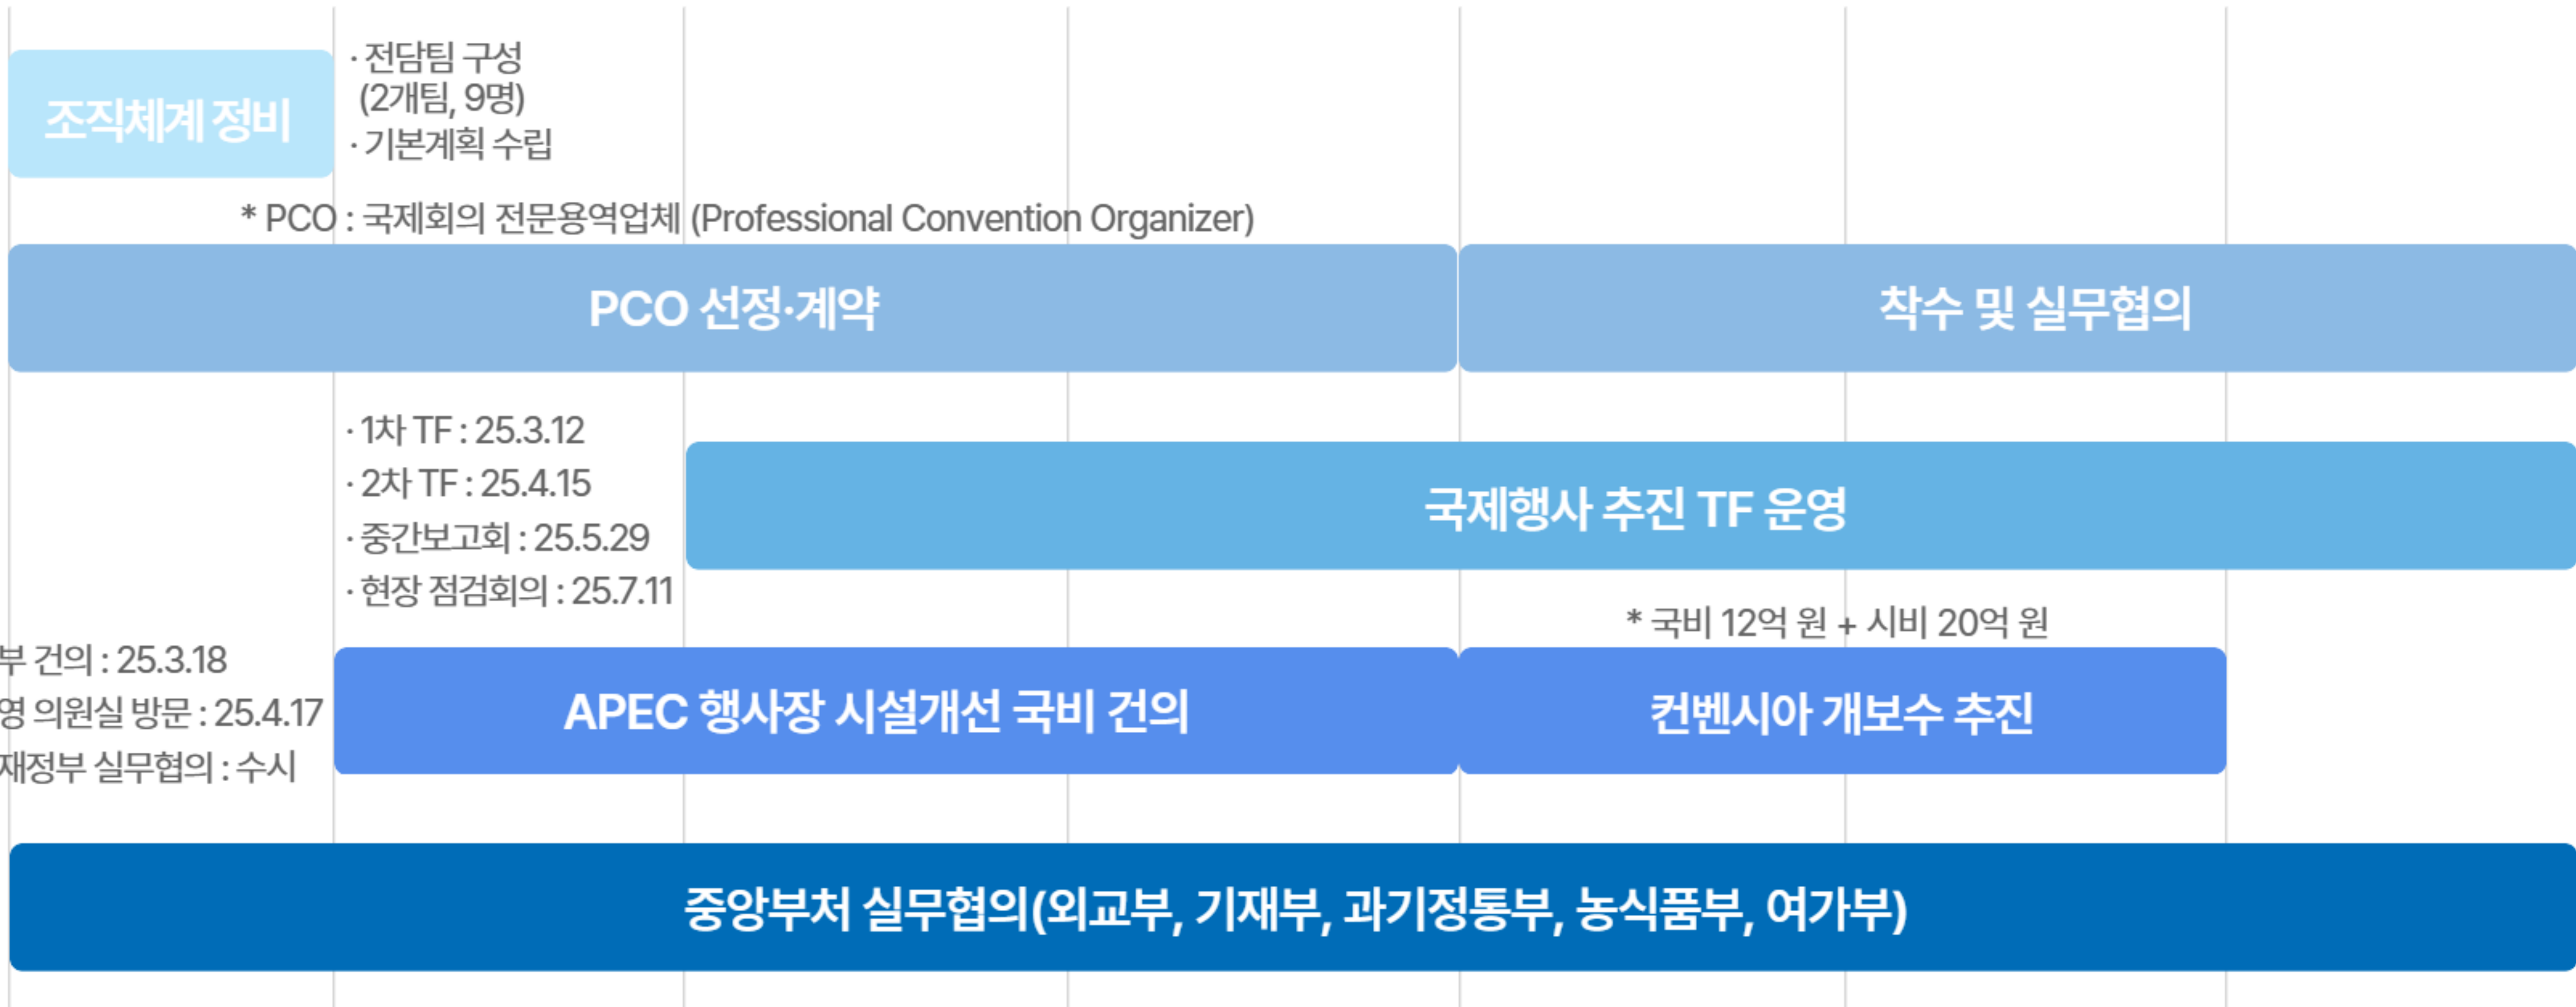 조직체계 정비
· 전담팀 구성
(2개팀, 9명)
· 기본계획 수립
* PCO : 국제회의 전문용역업체 (Professional Convention Organizer)
PCO 선정·계약
착수 및 실무협의
· 1차 TF : 25.3.12
· 2차 TF : 25.4.15
· 중간보고회 : 25.5.29
· 현장 점검회의 : 25.7.11
국제행사 추진 TF 운영
* 국비 12억 원 + 시비 20억 원
부 건의 : 25.3.18
영 의원실 방문 : 25.4.17
재정부 실무협의 : 수시
APEC 행사장 시설개선 국비 건의
컨벤시아 개보수 추진
중앙부처 실무협의(외교부, 기재부, 과기정통부, 농식품부, 여가부)